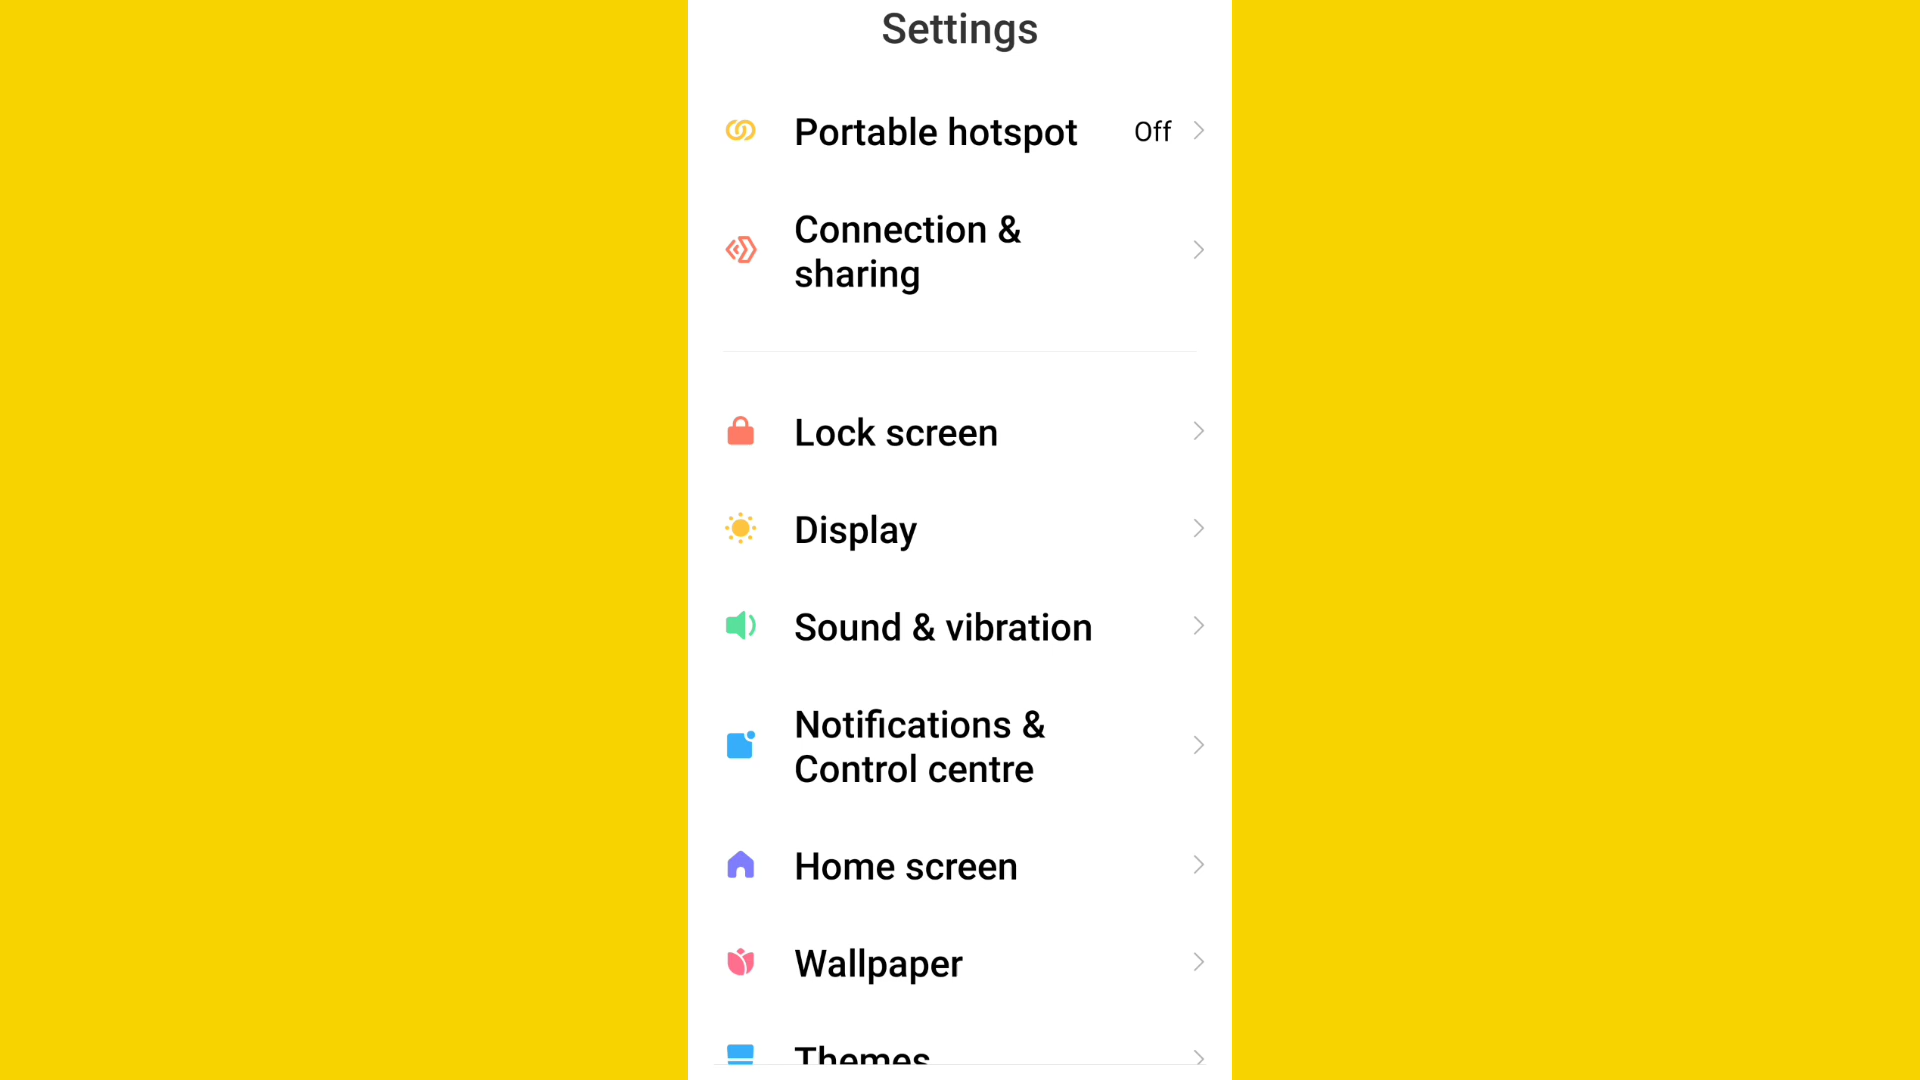 Settings
Portable hotspot Off
Connection &
sharing
Lock screen
Display
Sound & vibration
Notifications &
Control centre
Home screen
Wallpaper
Themes